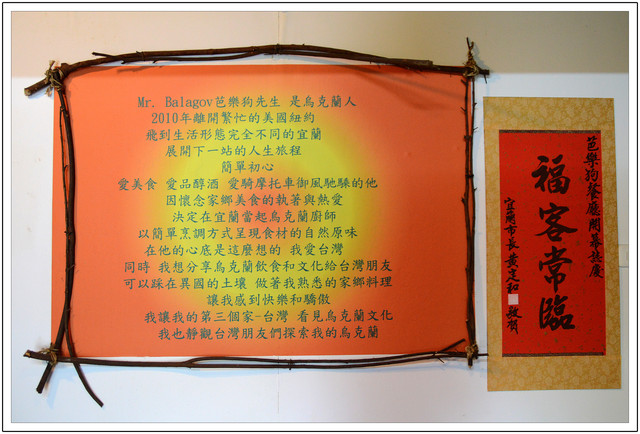 Mr. Balagov芭樂狗先生 是烏克蘭人
2010年離開繁忙的美國紐約
飛到生活形態完全不同的宜蘭
展開下一站的人生旅程
簡單初心
愛美食 愛品醇酒 愛騎摩托車御風馳騁的他
因懷念家鄉美食的執著與熱愛
決定在宜蘭當起烏克蘭廚師
以簡單烹調方式呈現食材的自然原味
在他的心底是這麼想的 我愛台灣
同時 我想分享烏克蘭飲食和文化給台灣朋友
可以踩在異國的土壤 做著我熟悉的家鄉料理
讓我感到快樂和驕傲
我讓我的第三個家-台灣 看見烏克蘭文化
我也靜觀台灣朋友們探索我的烏克蘭
芭樂狗餐廳開幕誌慶
福客常臨
宜蘭市長 黃定和 敬賀